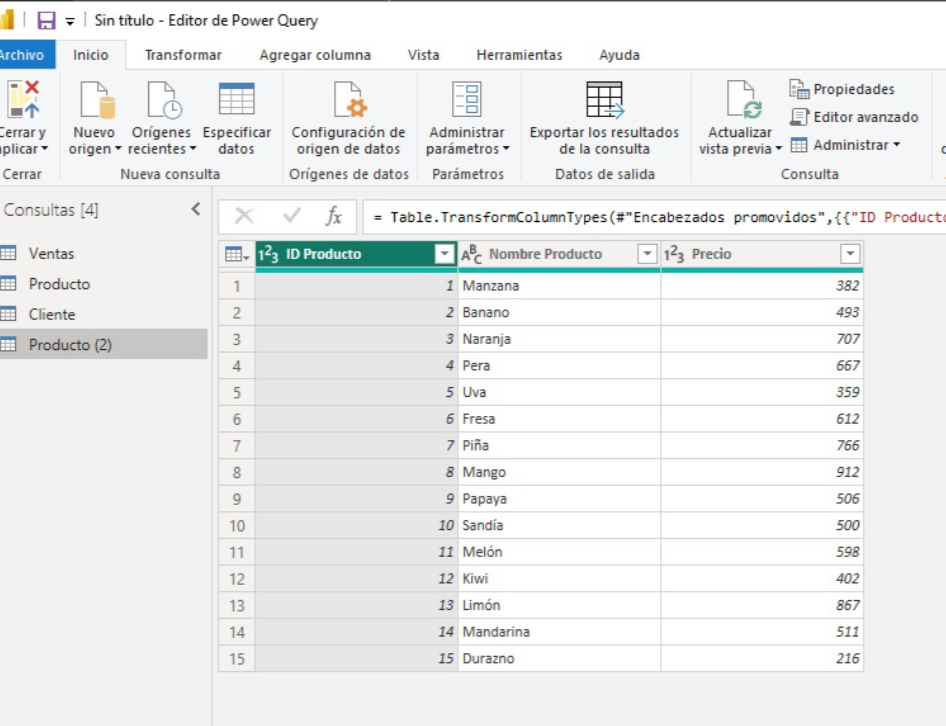 Sin título - Editor de Power Query
Archivo Inicio Transformar Agregar columna Vista Herramientas Ayuda
Cerrar y aplicar
Nuevo origen
Orígenes recientes
Especificar datos
Configuración de origen de datos
Administrar parámetros
Exportar los resultados de la consulta
Actualizar vista previa
Propiedades
Editor avanzado
Administrar
Cerrar Nueva consulta Orígenes de datos Parámetros Datos de salida Consulta
Consultas [4]
Ventas
Producto
Cliente
Producto (2)
fx = Table.TransformColumnTypes(#"Encabezados promovidos",{{"ID Producto
123 ID Producto ABC Nombre Producto 123 Precio
1 1 Manzana 382
2 2 Banano 493
3 3 Naranja 707
4 4 Pera 667
5 5 Uva 359
6 6 Fresa 612
7 7 Piña 766
8 8 Mango 912
9 9 Papaya 506
10 10 Sandía 500
11 11 Melón 598
12 12 Kiwi 402
13 13 Limón 867
14 14 Mandarina 511
15 15 Durazno 216